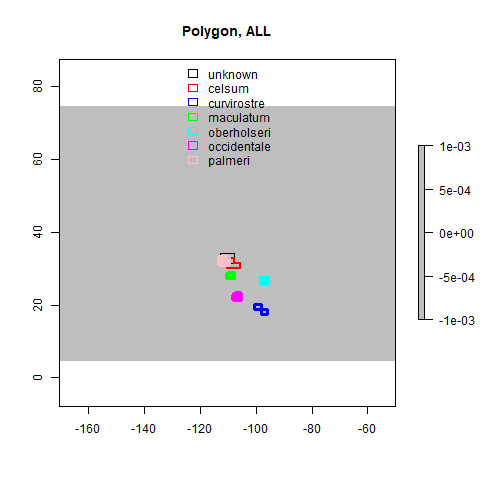 Polygon, ALL
unknown
celsum
curvirostre
maculatum
oberholseri
occidentale
palmeri
80
60
40
20
0
-160
-140
-120
-100
-80
-60
1e-03
5e-04
0e+00
-5e-04
-1e-03